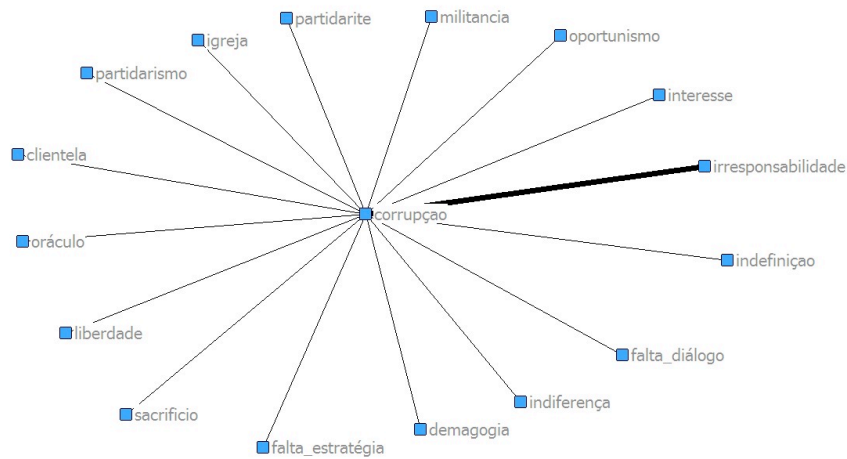 partidarite
militancia
igreja
oportunismo
partidarismo
interesse
clientela
irresponsabilidade
corrupçao
oráculo
indefiniçao
liberdade
falta_diálogo
sacrificio
indiferença
demagogia
falta_estratégia